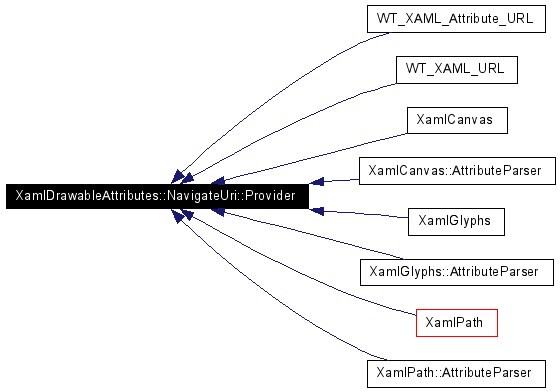 WT_XAML_Attribute_URL
WT_XAML_URL
XamlCanvas
XamlCanvas::AttributeParser
XamlDrawableAttributes::NavigateUri::Provider
XamlGlyphs
XamlGlyphs::AttributeParser
XamlPath
XamlPath::AttributeParser